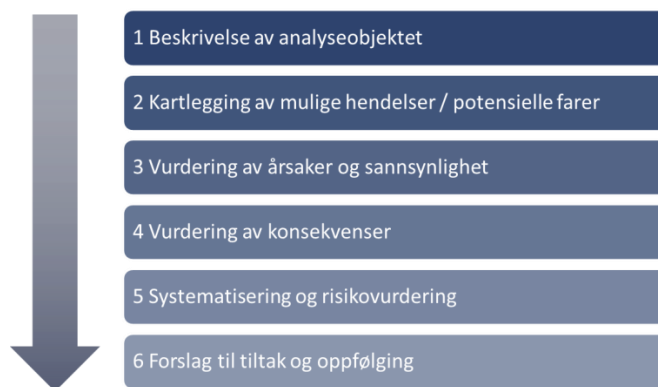 1 Beskrivelse av analyseobjektet
2 Kartlegging av mulige hendelser / potensielle farer
3 Vurdering av årsaker og sannsynlighet
4 Vurdering av konsekvenser
5 Systematisering og risikovurdering
6 Forslag til tiltak og oppfølging